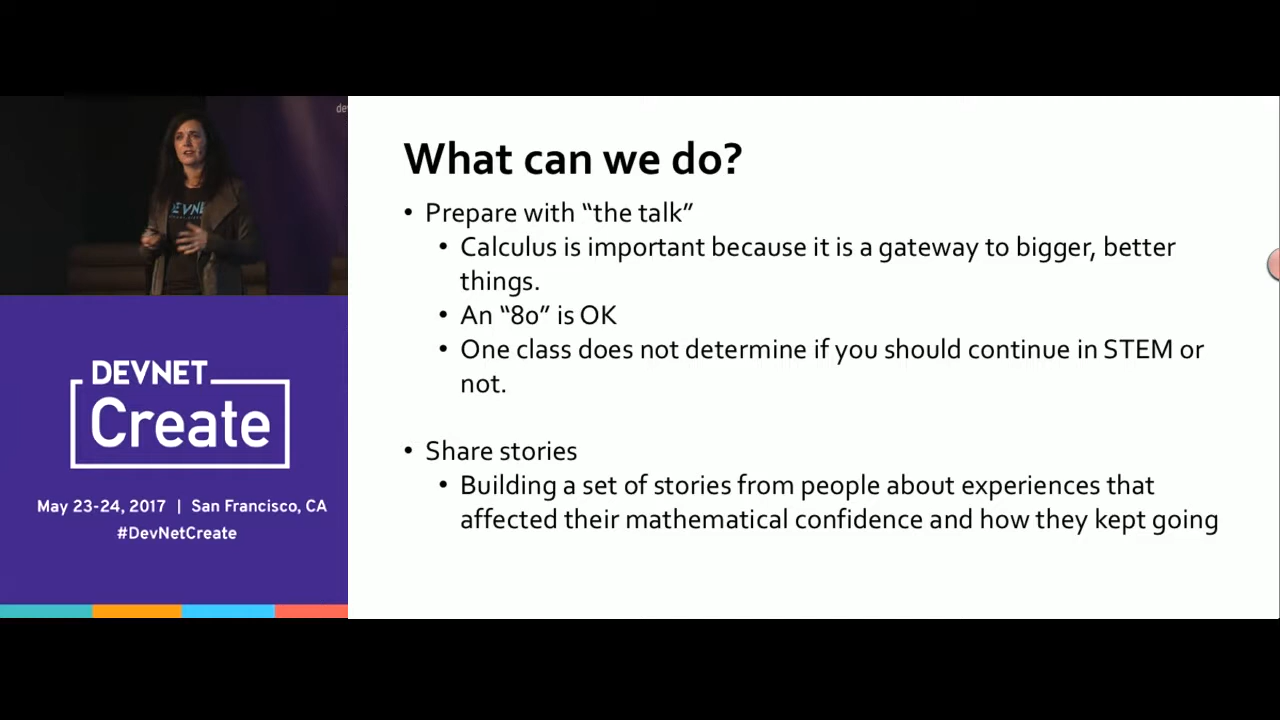 de
DEVNE
DEVNET
Create
May 23-24, 2017 | San Francisco, CA
#DevNetCreate
What can we do?
• Prepare with “the talk”
• Calculus is important because it is a gateway to bigger, better
things.
• An “80” is OK
• One class does not determine if you should continue in STEM or
not.
• Share stories
• Building a set of stories from people about experiences that
affected their mathematical confidence and how they kept going